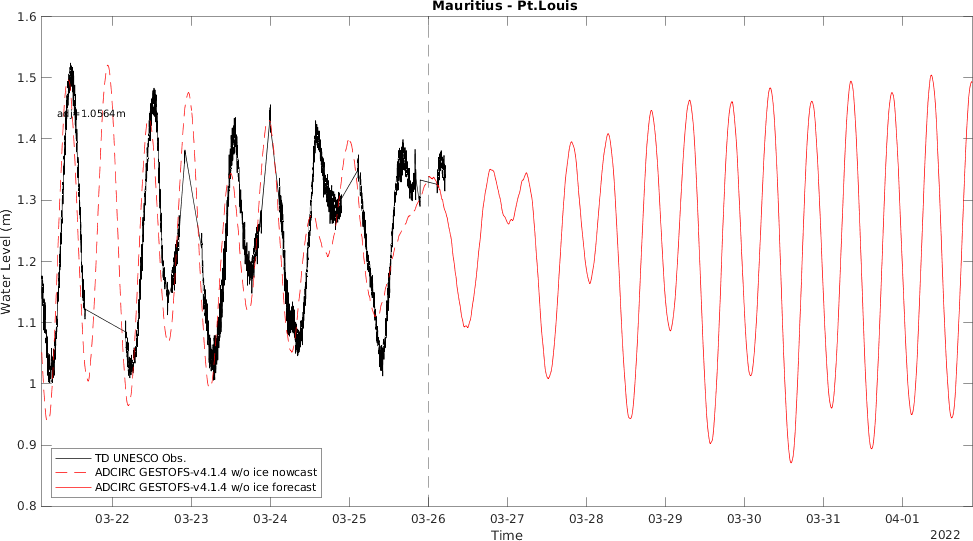 Mauritius - Pt.Louis
1.6
1.5
1.4
1.3
1.2
1.1
1
0.9
0.8
Water Level (m)
adj=1.0564m
TD UNESCO Obs.
ADCIRC GESTOFS-v4.1.4 w/o ice nowcast
ADCIRC GESTOFS-v4.1.4 w/o ice forecast
03-22 03-23 03-24 03-25 03-26 03-27 03-28 03-29 03-30 03-31 04-01
Time
2022